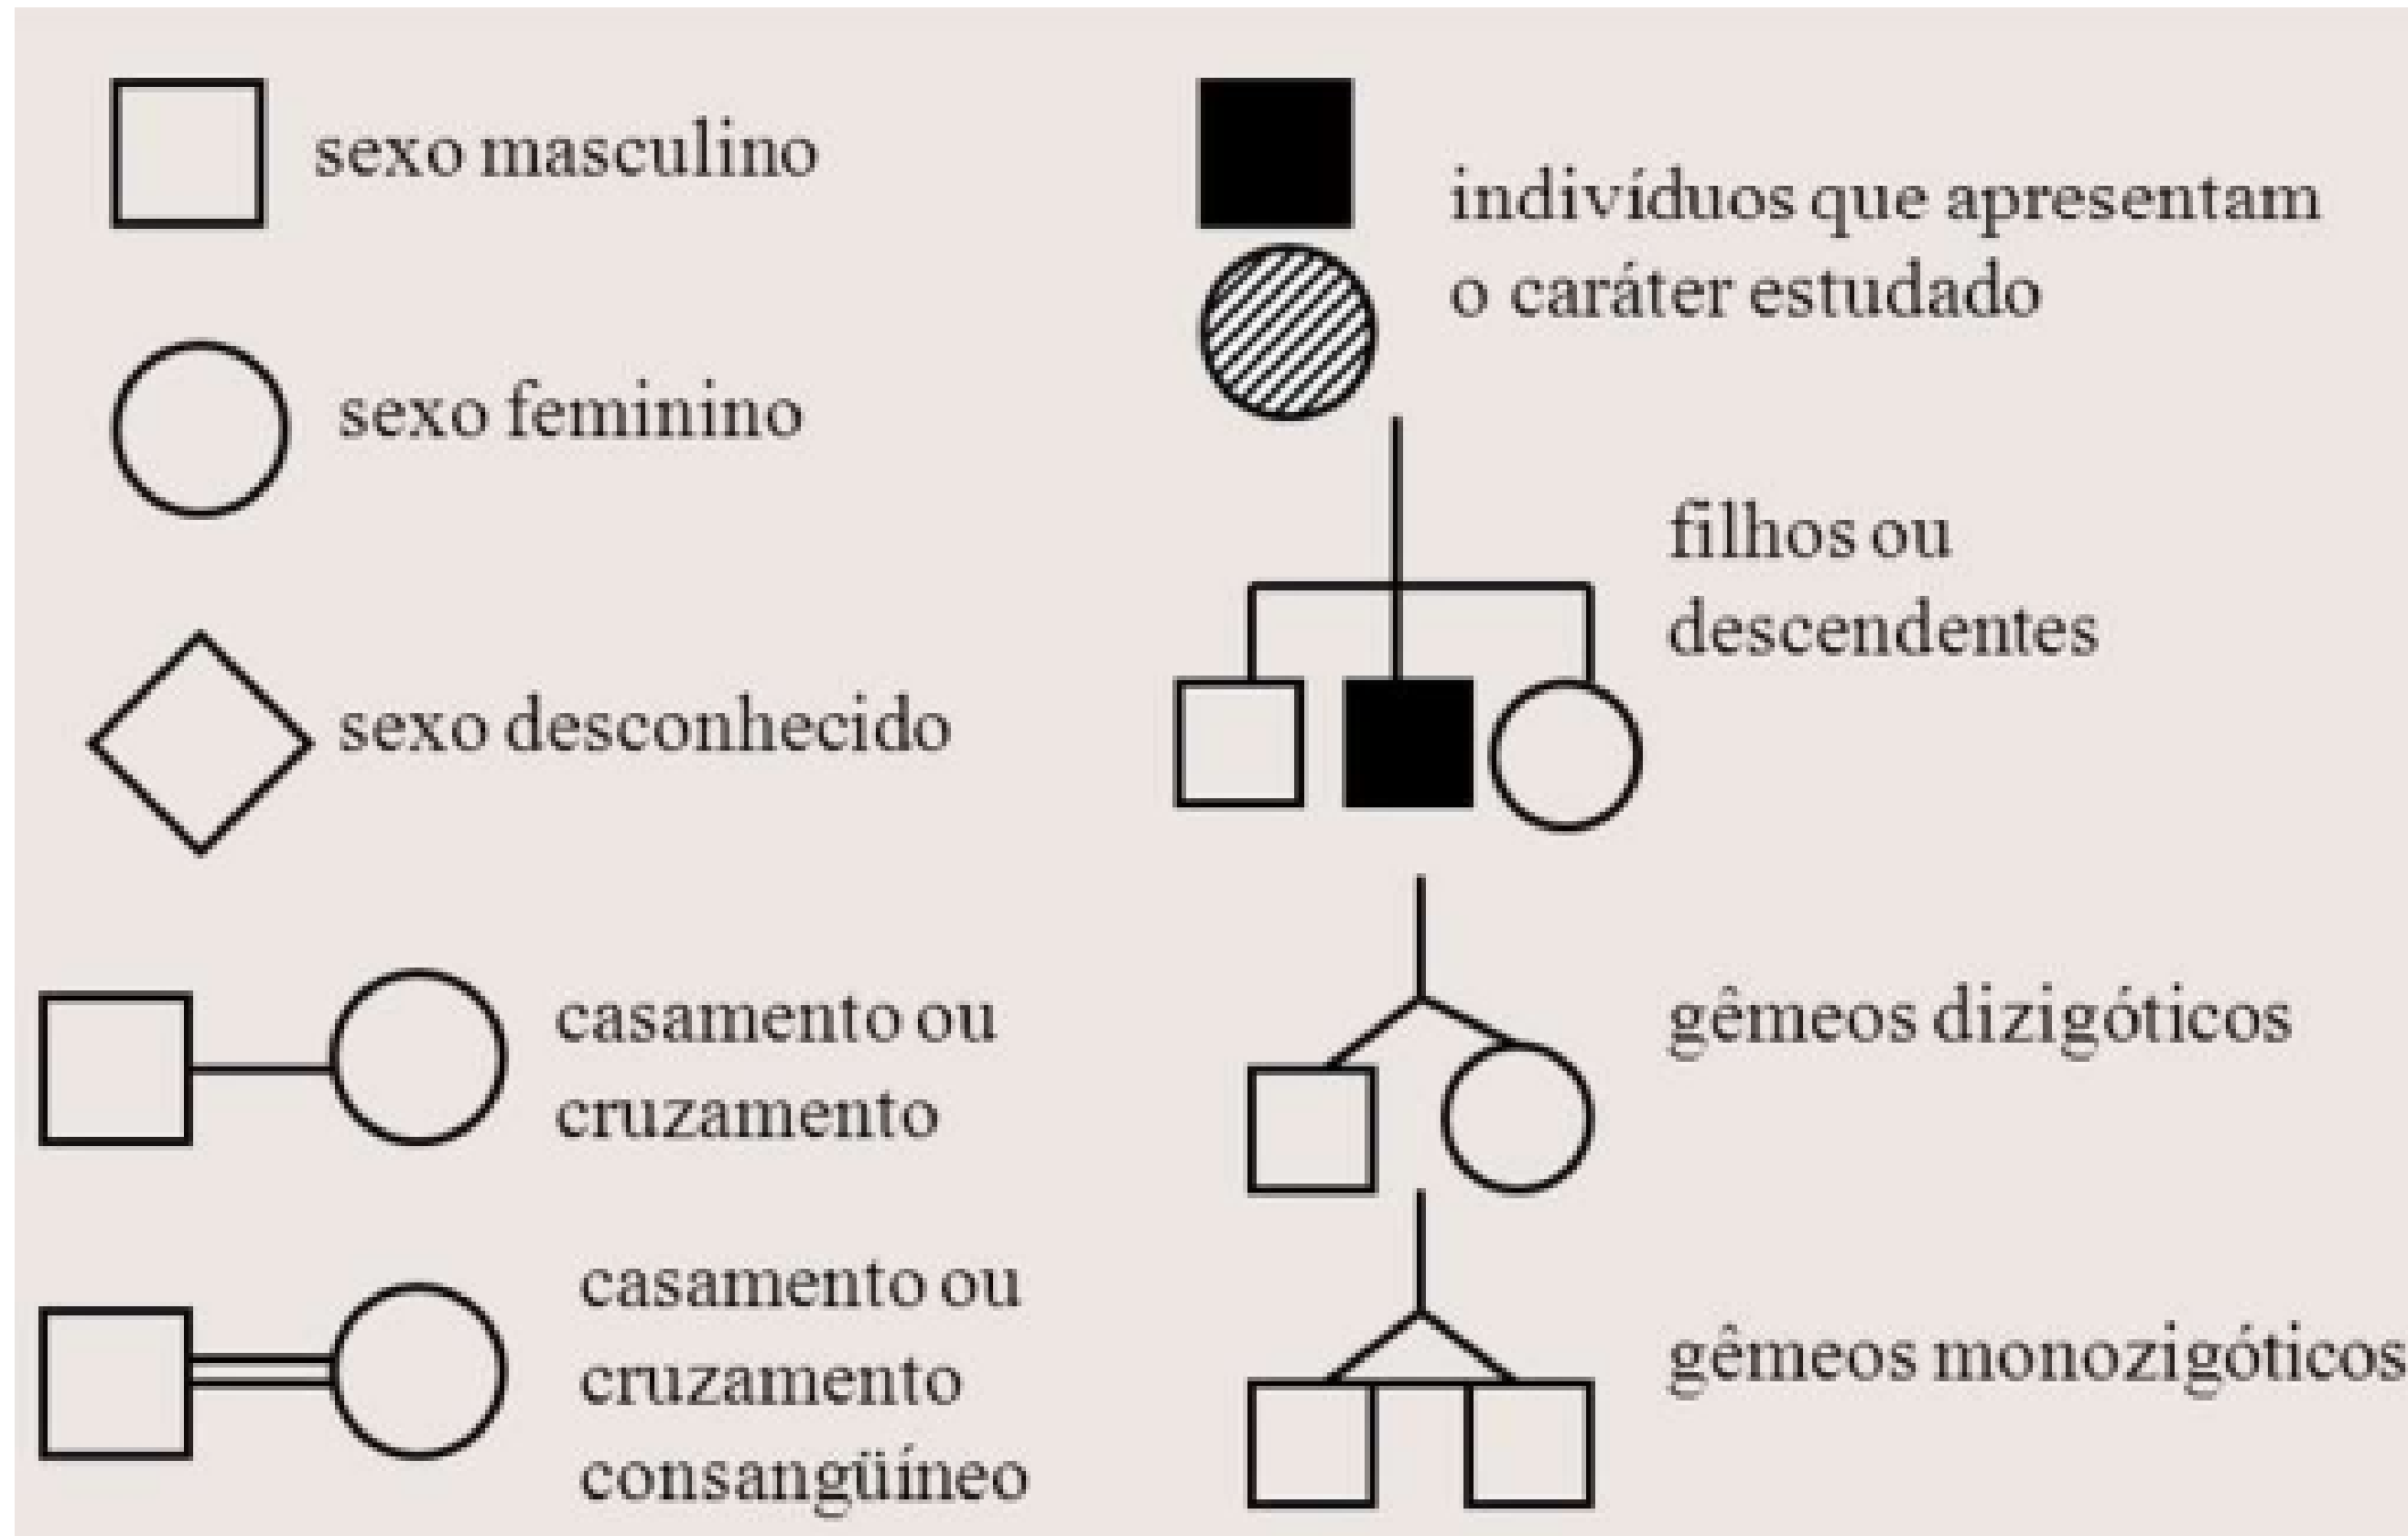 sexo masculino
sexo feminino
sexo desconhecido
casamento ou
cruzamento
casamento ou
cruzamento
consangüíneo
indivíduos que apresentam
o caráter estudado
filhos ou
descendentes
gêmeos dizigóticos
gêmeos monozigóticos